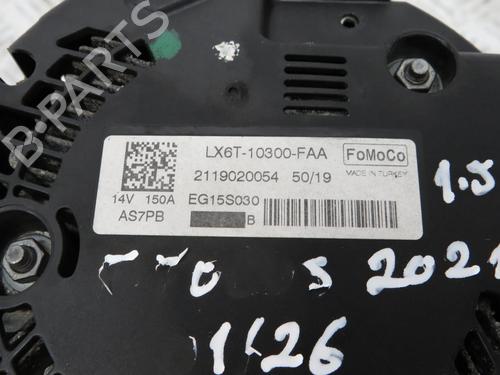 LX6T-10300-FAA FoMoCo
2119020054 50/19 MADE IN TURKEY
14V 150A EG15S030
AS7PB B
1.5
2021
1126
B-PARTS